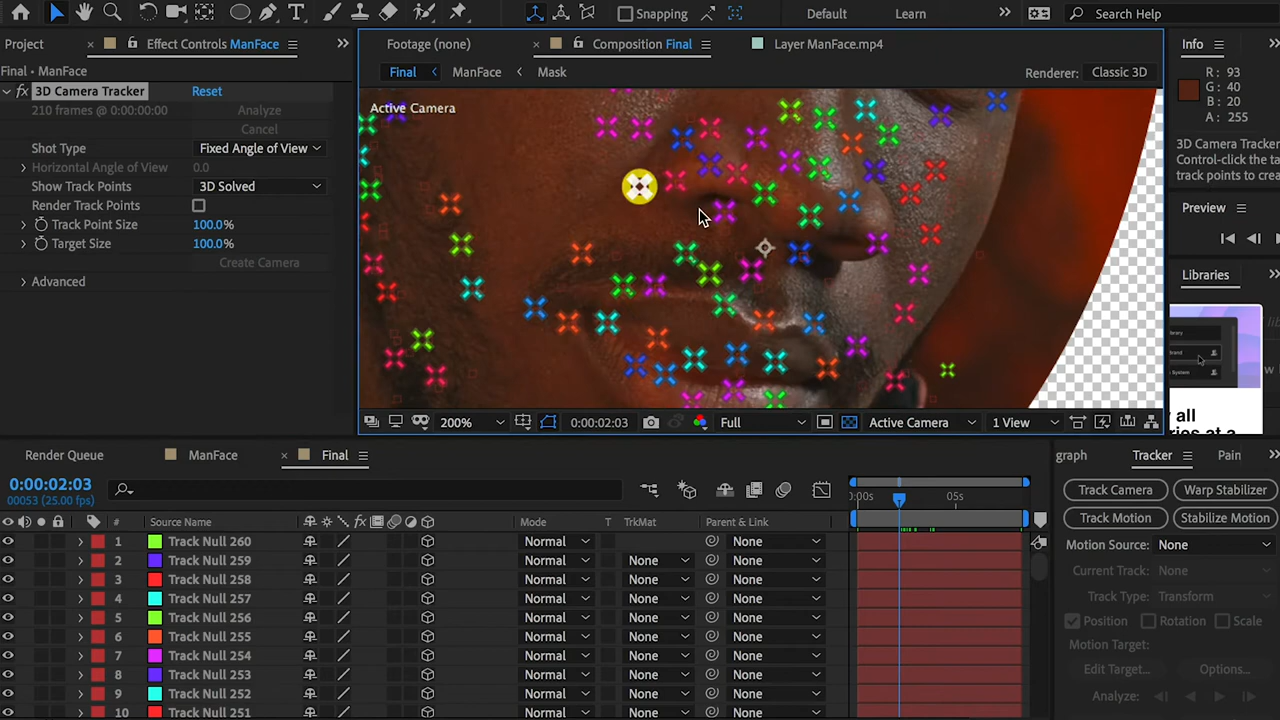 Snapping
Default
Learn
Search Help
Project
Effect Controls ManFace
Footage (none)
Composition Final
Layer ManFace.mp4
Info
Final • ManFace
Final
ManFace
Mask
Renderer:
Classic 3D
R: 93
G: 40
B: 20
A: 255
3D Camera Tracker
Reset
210 frames @ 0:00:00:00
Analyze
Cancel
Active Camera
3D Camera Tracker
Control-click the ta
track points to crea
Shot Type
Fixed Angle of View
Horizontal Angle of View
0.0
Show Track Points
3D Solved
Render Track Points
Track Point Size
100.0%
Target Size
100.0%
Create Camera
Advanced
Preview
Libraries
200%
0:00:02:03
Full
Active Camera
1 View
Render Queue
ManFace
Final
graph
Tracker
Pain
0:00:02:03
00053 (25.00 fps)
0:00s
05s
Track Camera
Warp Stabilizer
Track Motion
Stabilize Motion
# Source Name
Mode
T TrkMat
Parent & Link
1 Track Null 260 Normal None
2 Track Null 259 Normal None None
3 Track Null 258 Normal None None
4 Track Null 257 Normal None None
5 Track Null 256 Normal None None
6 Track Null 255 Normal None None
7 Track Null 254 Normal None None
8 Track Null 253 Normal None None
9 Track Null 252 Normal None None
10 Track Null 251 Normal None None
Motion Source: None
Current Track: None
Track Type: Transform
Position
Rotation
Scale
Motion Target:
Edit Target...
Options...
Analyze: